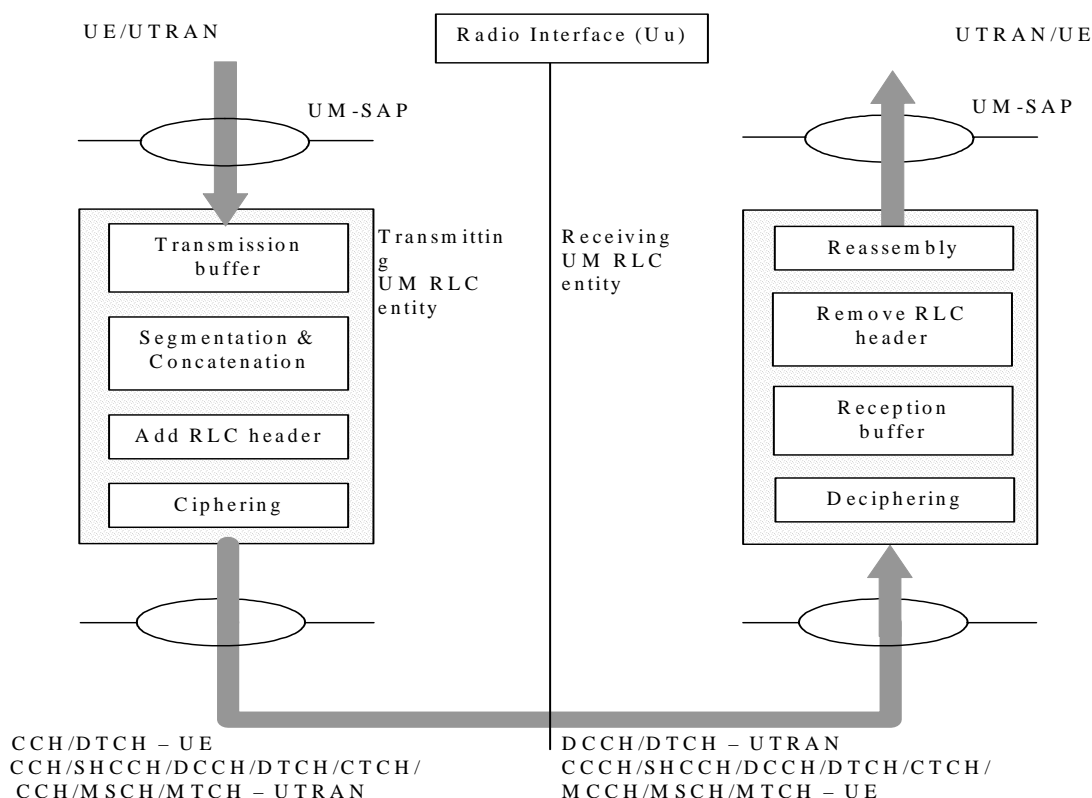 UE/UTRAN
Radio Interface (Uu)
UTRAN/UE
UM-SAP
UM-SAP
Transmission
buffer
Segmentation &
Concatenation
Add RLC header
Ciphering
Transmittin
g
UM RLC
entity
Receiving
UM RLC
entity
Reassembly
Remove RLC
header
Reception
buffer
Deciphering
CCH/DTCH – UE
CCH/SHCCH/DCCH/DTCH/CTCH/
CCH/MSCH/MTCH – UTRAN
DCCH/DTCH – UTRAN
CCCH/SHCCH/DCCH/DTCH/CTCH/
MCCH/MSCH/MTCH – UE